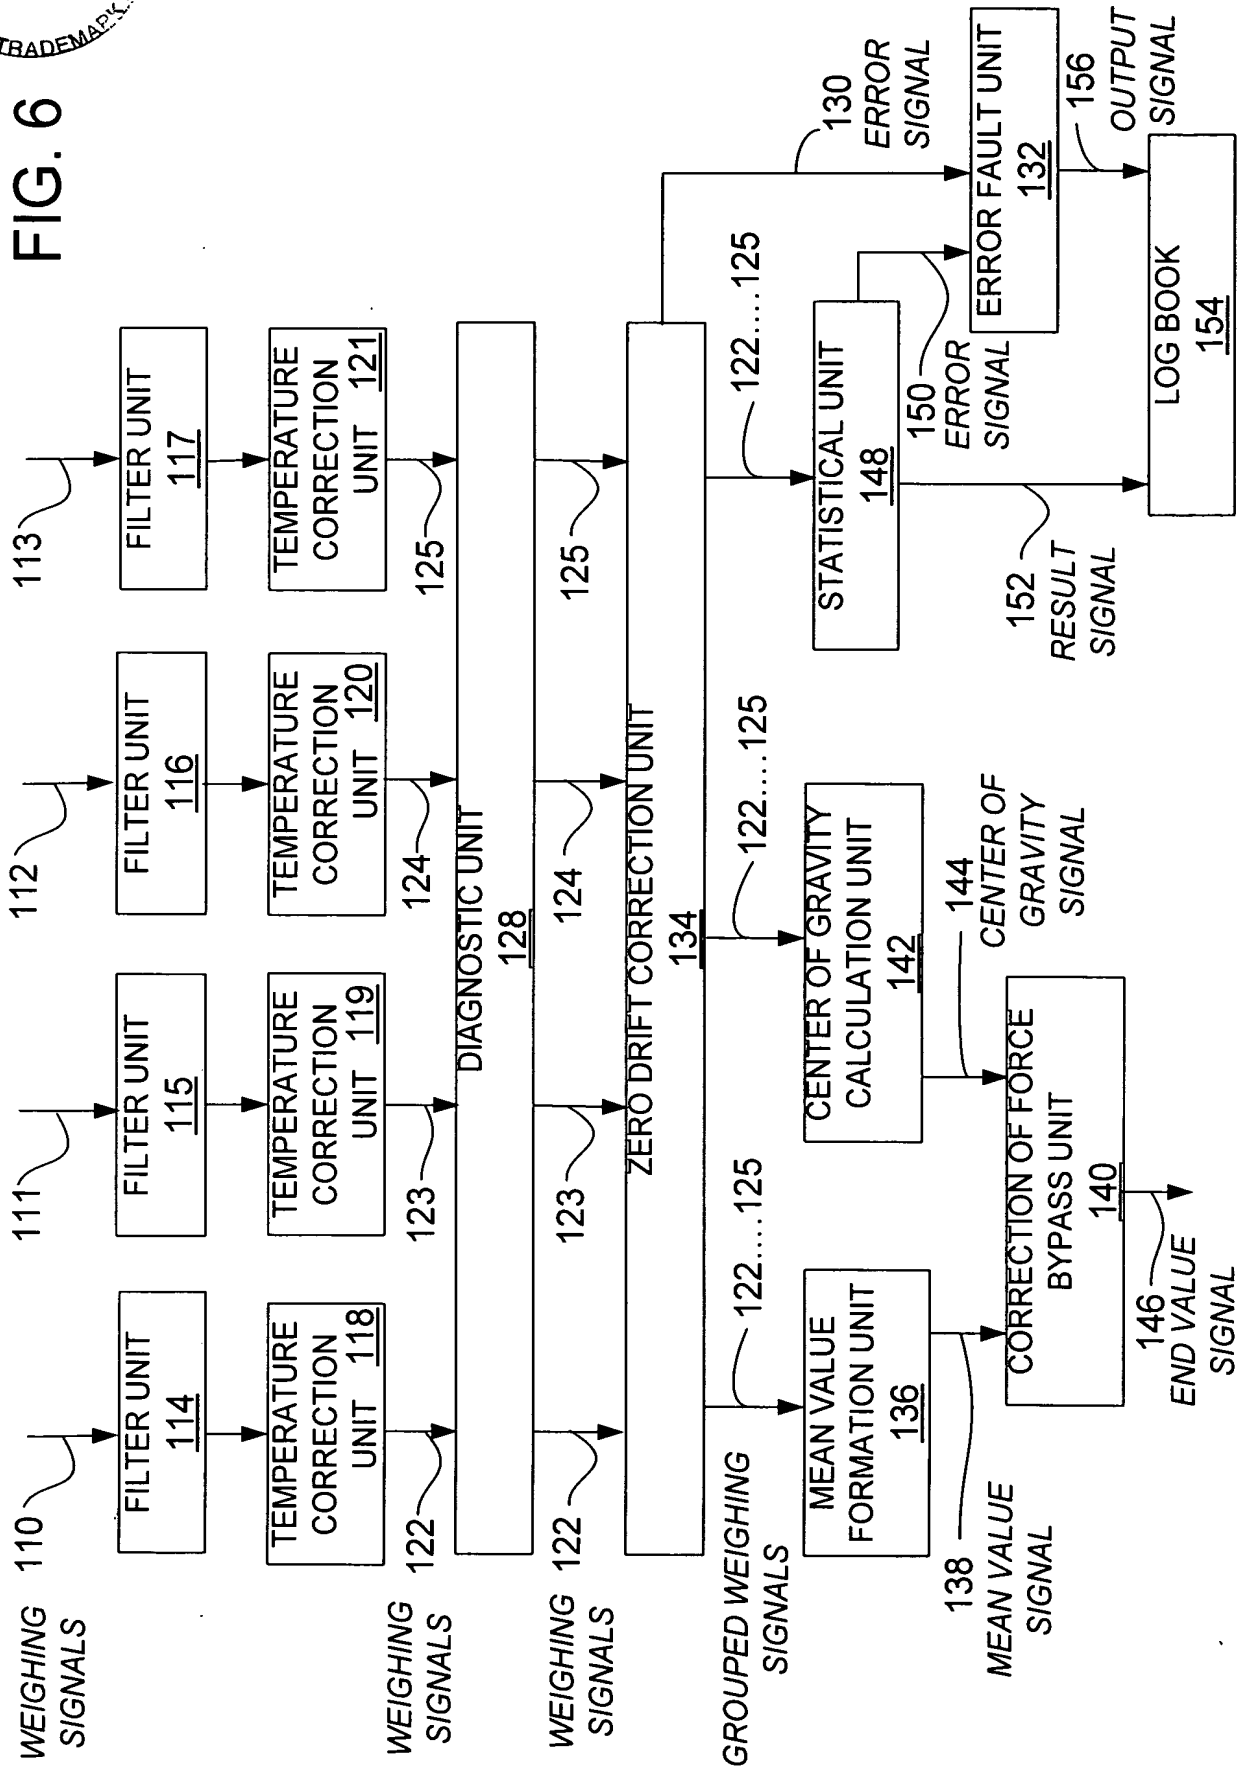 TRADEMARK
FIG. 6
WEIGHING
SIGNALS
110
111
112
113
FILTER UNIT
114
FILTER UNIT
115
FILTER UNIT
116
FILTER UNIT
117
TEMPERATURE
CORRECTION
UNIT 118
TEMPERATURE
CORRECTION
UNIT 119
TEMPERATURE
CORRECTION
UNIT 120
TEMPERATURE
CORRECTION
UNIT 121
WEIGHING
SIGNALS
122
123
124
125
DIAGNOSTIC UNIT
128
WEIGHING
SIGNALS
122
123
124
125
ZERO DRIFT CORRECTION UNIT
134
GROUPED WEIGHING
SIGNALS
122.....125
122.....125
122.....125
130
ERROR
SIGNAL
MEAN VALUE
FORMATION UNIT
136
CENTER OF GRAVITY
CALCULATION UNIT
142
STATISTICAL UNIT
148
150
ERROR
SIGNAL
ERROR FAULT UNIT
132
138
MEAN VALUE
SIGNAL
144
CENTER OF
GRAVITY
SIGNAL
152
RESULT
SIGNAL
156
OUTPUT
SIGNAL
CORRECTION OF FORCE
BYPASS UNIT
140
LOG BOOK
154
146
END VALUE
SIGNAL